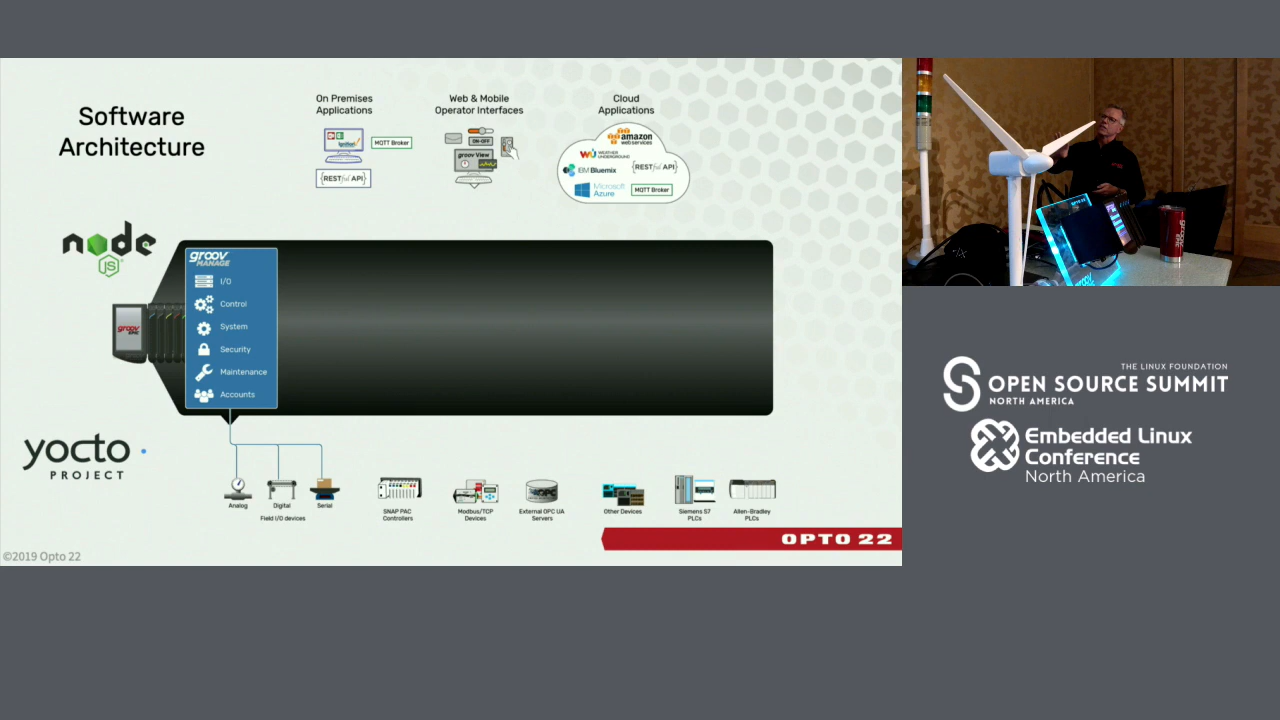 Software
Architecture
On Premises
Applications
MQTT Broker
{RESTful API}
Web & Mobile
Operator Interfaces
ON-OFF
groov View
Cloud
Applications
amazon
web services
WEATHER
UNDERGROUND
IBM Bluemix
{RESTful API}
Microsoft
Azure
MQTT Broker
node
JS
groov
EPIC
groov
MANAGE
I/O
Control
System
Security
Maintenance
Accounts
yocto
PROJECT
Analog
Digital
Serial
Field I/O devices
SNAP PAC
Controllers
Modbus/TCP
Devices
OPC
External OPC UA
Servers
Other Devices
Siemens S7
PLCs
Allen-Bradley
PLCs
OPTO 22
©2019 Opto 22
THE LINUX FOUNDATION
OPEN SOURCE SUMMIT
NORTH AMERICA
Embedded Linux
Conference
North America